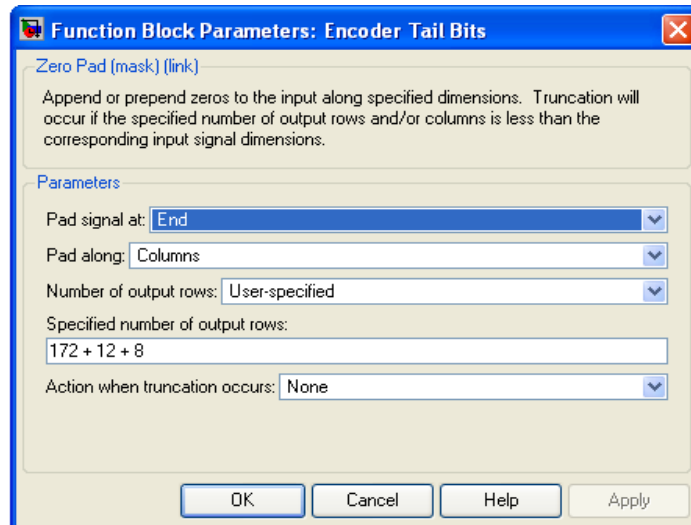 Function Block Parameters: Encoder Tail Bits
Zero Pad (mask) (link)
Append or prepend zeros to the input along specified dimensions.  Truncation will
occur if the specified number of output rows and/or columns is less than the
corresponding input signal dimensions.
Parameters
Pad signal at: End
Pad along: Columns
Number of output rows: User-specified
Specified number of output rows:
172 + 12 + 8
Action when truncation occurs: None
OK Cancel Help Apply